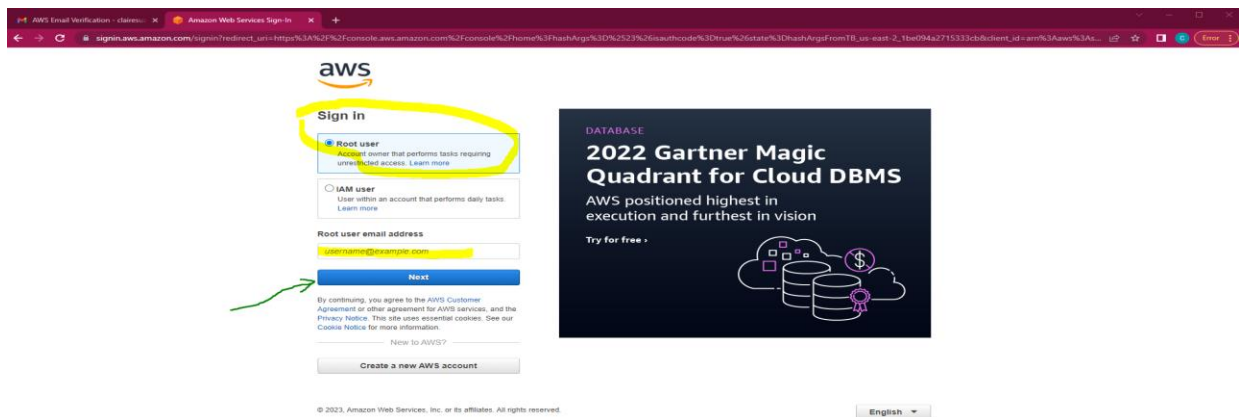 AWS Email Verification - clairesu
Amazon Web Services Sign-In
signin.aws.amazon.com/signin?redirect_uri=https%3A%2F%2Fconsole.aws.amazon.com%2Fconsole%2Fhome%3FhashArgs%3D%2523%26isauthcode%3Dtrue%26state%3DhashArgsFromTB_us-east-2_1be094a2715333cb&client_id=arn%3Aaws%3As...
C
Error
aws
Sign in
Root user
Account owner that performs tasks requiring
unrestricted access. Learn more
IAM user
User within an account that performs daily tasks.
Learn more
Root user email address
username@example.com
Next
By continuing, you agree to the AWS Customer
Agreement or other agreement for AWS services, and the
Privacy Notice. This site uses essential cookies. See our
Cookie Notice for more information.
New to AWS?
Create a new AWS account
DATABASE
2022 Gartner Magic
Quadrant for Cloud DBMS
AWS positioned highest in
execution and furthest in vision
Try for free ›
$
© 2023, Amazon Web Services, Inc. or its affiliates. All rights reserved.
English